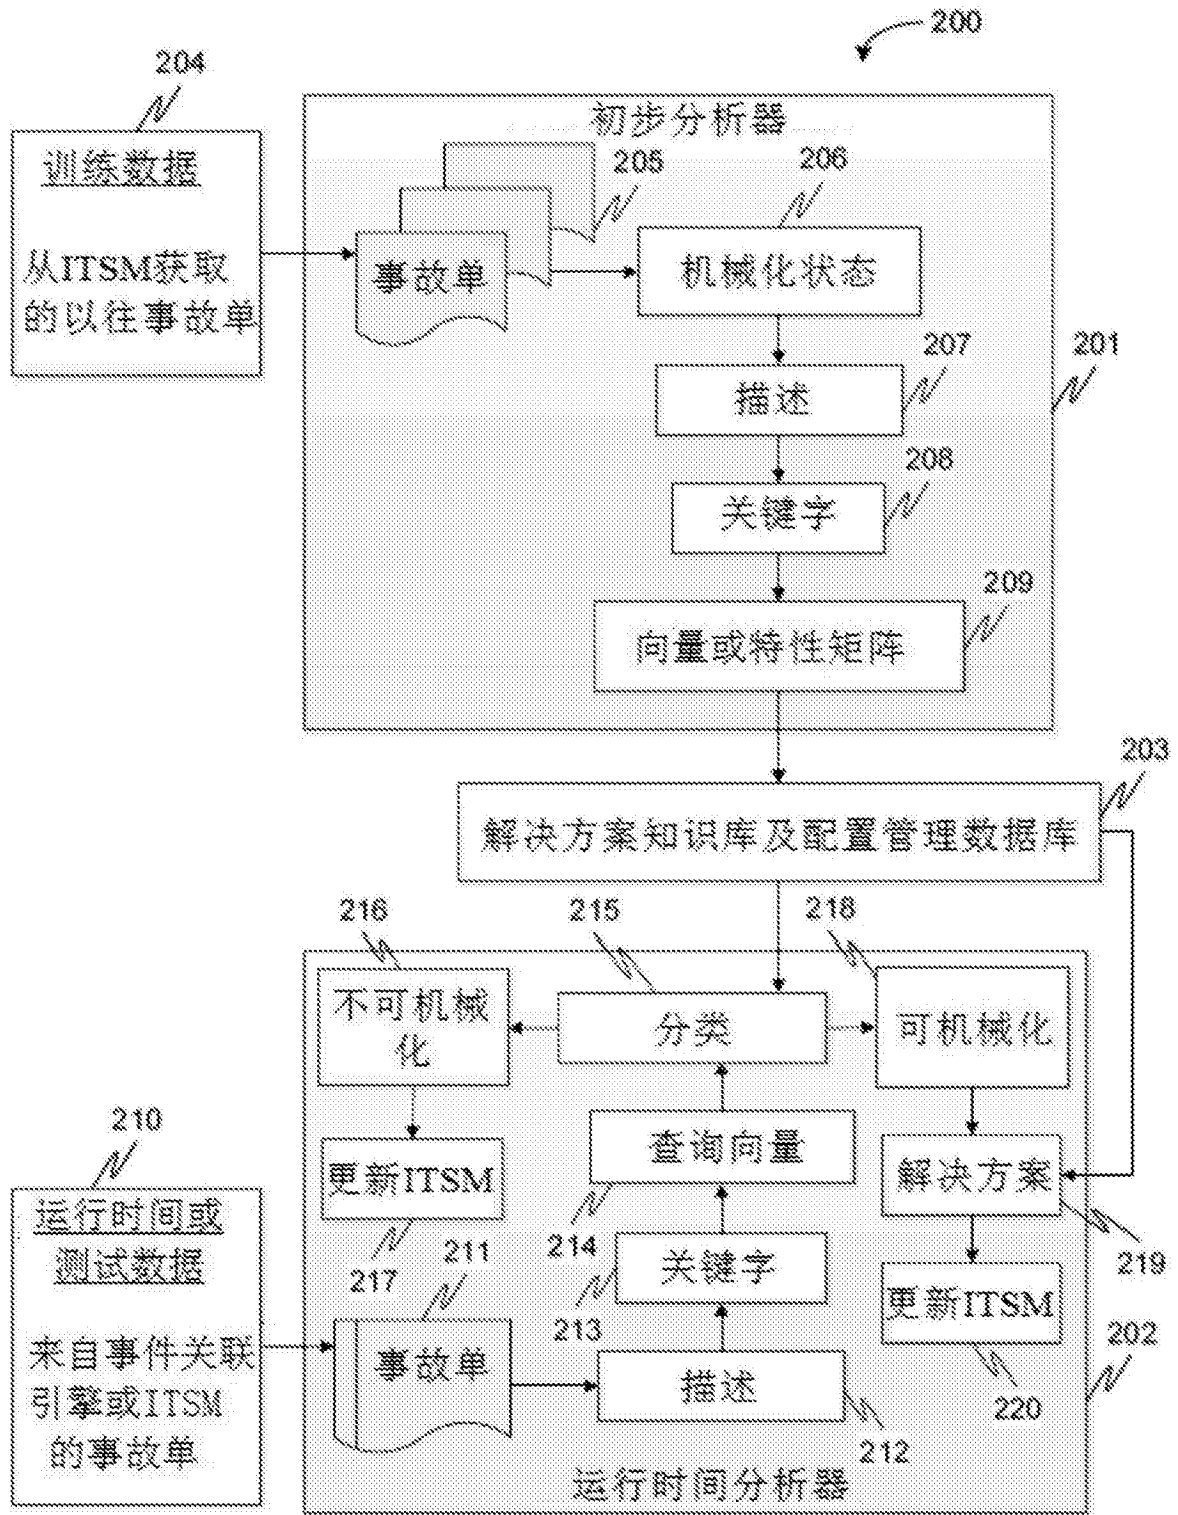 200
204
训练数据
从ITSM获取
的以往事故单
初步分析器
205
206
事故单
机械化状态
201
207
描述
208
关键字
209
向量或特性矩阵
203
解决方案知识库及配置管理数据库
216
215
218
不可机械
化
分类
可机械化
210
查询向量
更新ITSM
解决方案
214
217
211
219
运行时间或
测试数据
关键字
213
更新ITSM
202
来自事件关联
引擎或ITSM
的事故单
事故单
描述
220
212
运行时间分析器